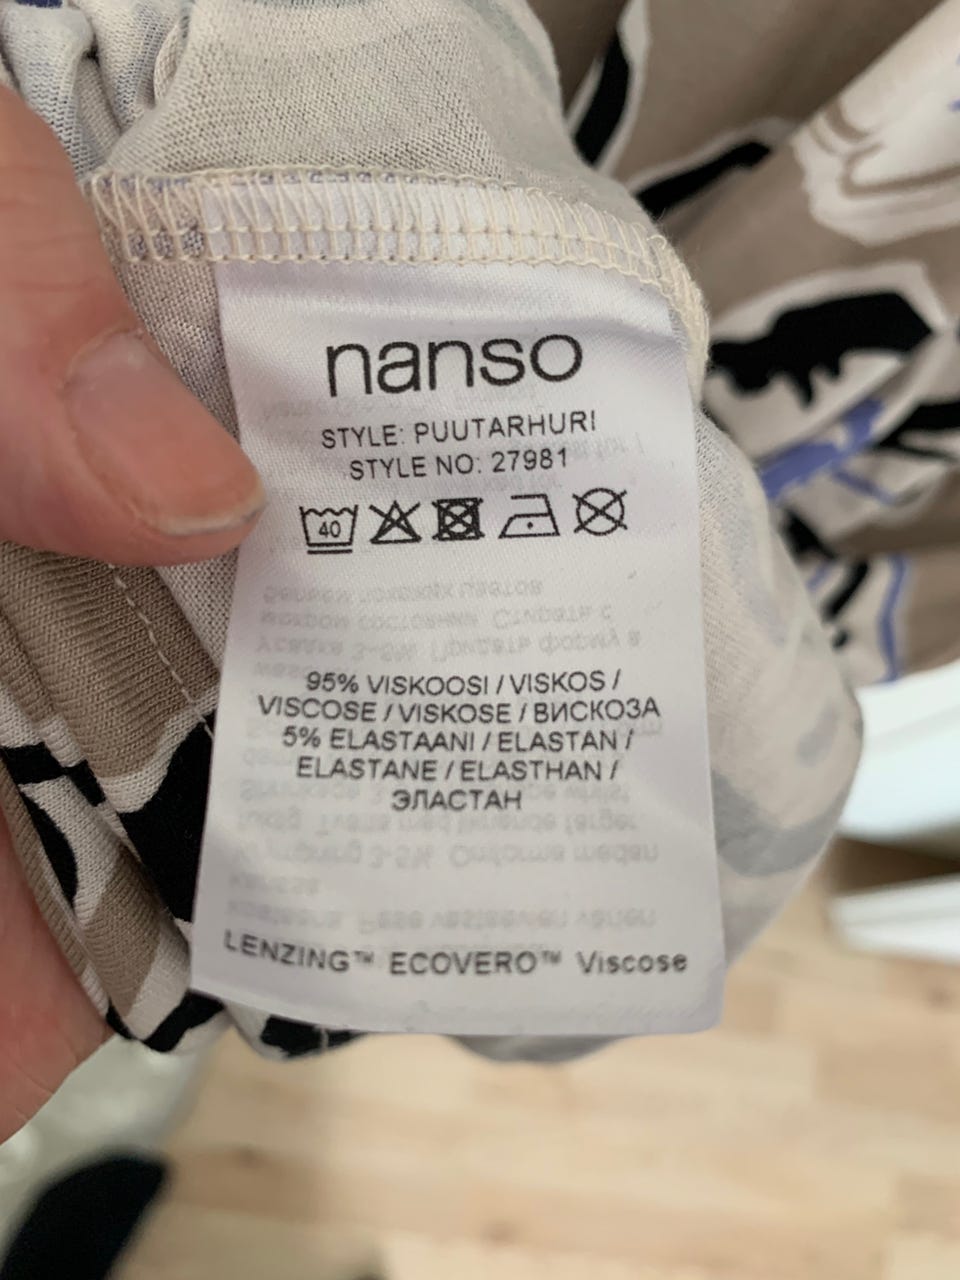 nanso
STYLE: PUUTARHURI
STYLE NO: 27981
40
95% VISKOOSI / VISKOS /
VISCOSE / VISKOSE / ВИСКОЗА
5% ELASTAANI / ELASTAN /
ELASTANE / ELASTHAN /
ЭЛАСТАН
LENZING™ ECOVERO™ Viscose